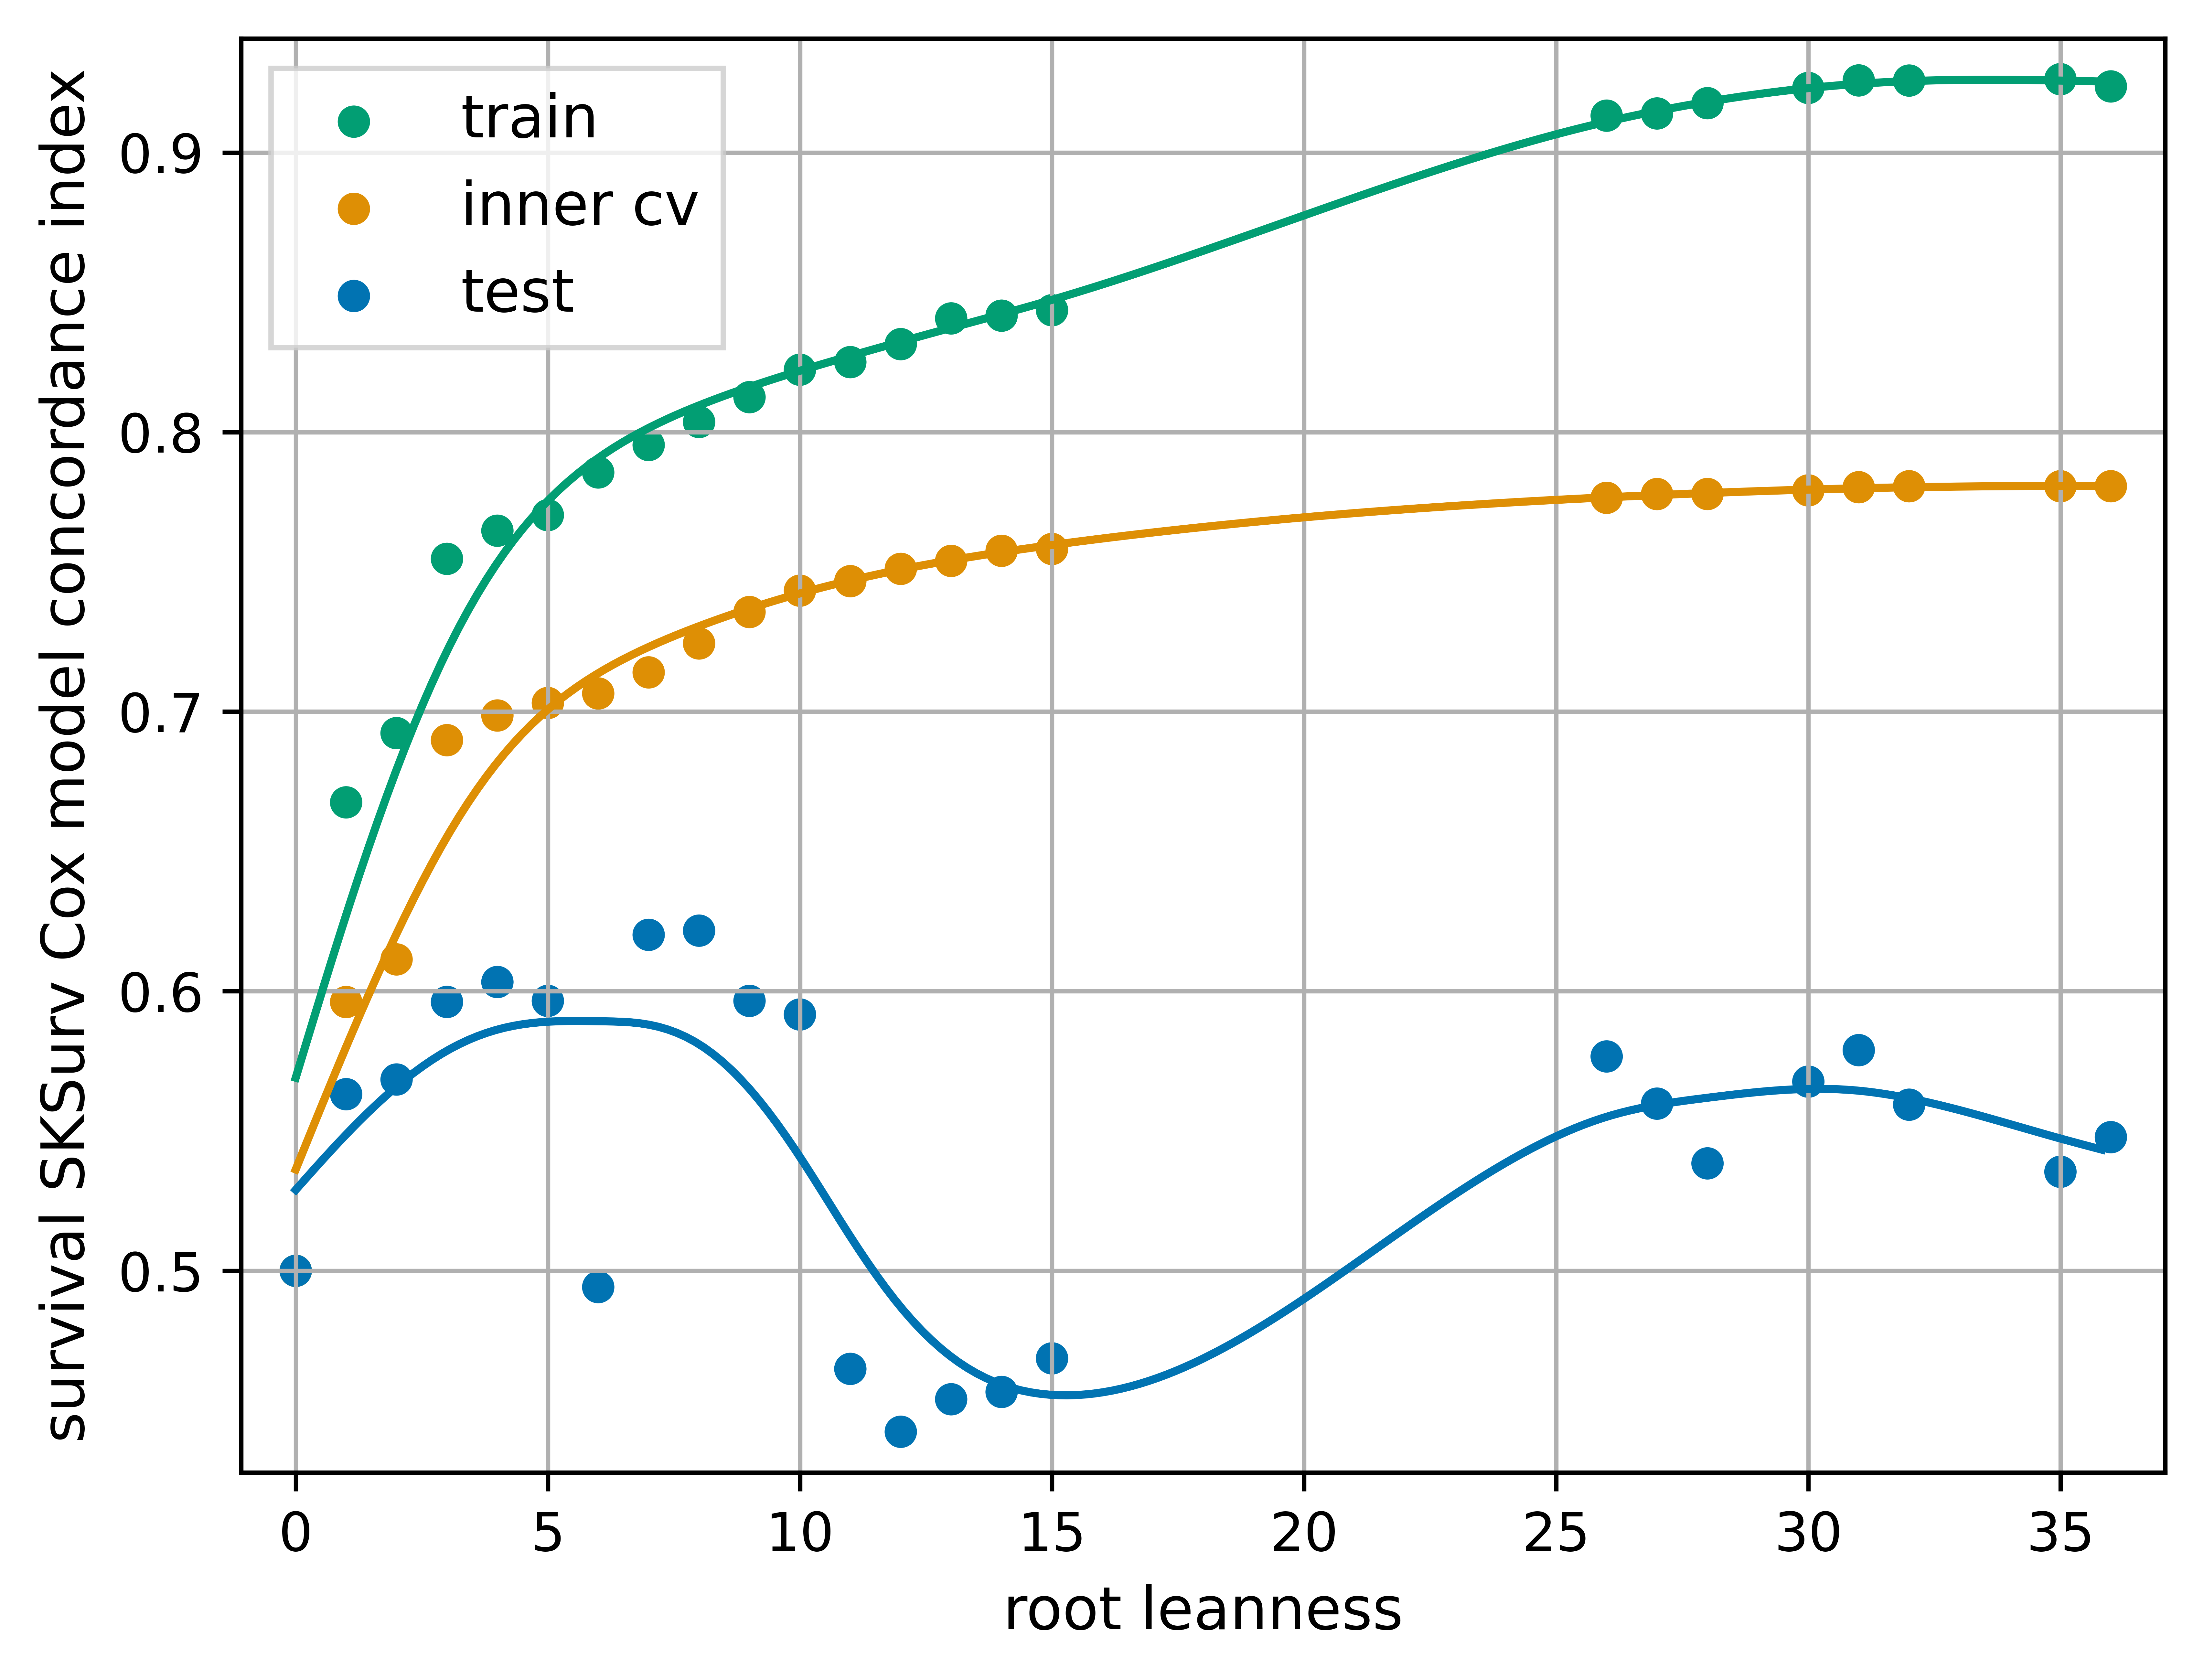 survival SKSurv Cox model concordance index
train
inner cv
test
0.9
0.8
0.7
0.6
0.5
0 5 10 15 20 25 30 35
root leanness